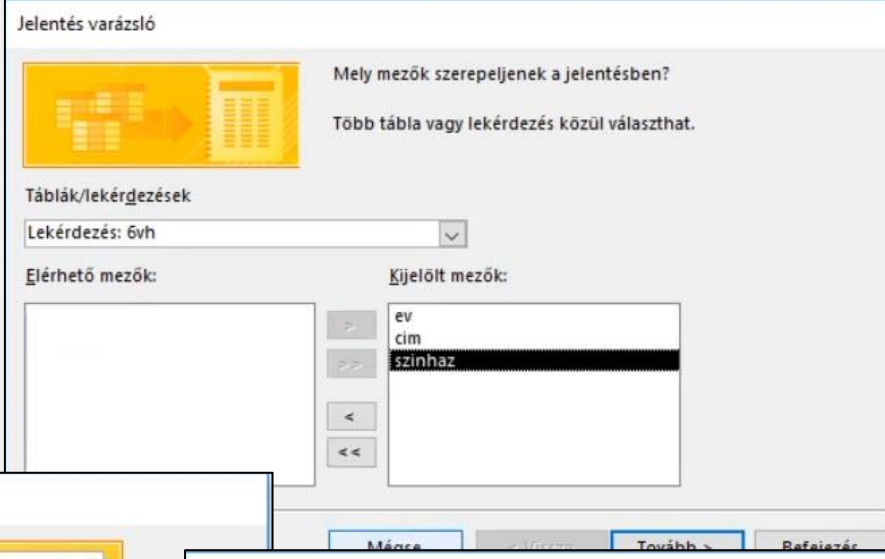 Jelentés varázsló
Mely mezők szerepeljenek a jelentésben?
Több tábla vagy lekérdezés közül választhat.
Táblák/lekérdezések
Lekérdezés: 6vh
Elérhető mezők:
Kijelölt mezők:
>
>>
<
<<
ev
cim
szinhaz
Mégse
< Vissza
Tovább >
Befejezés